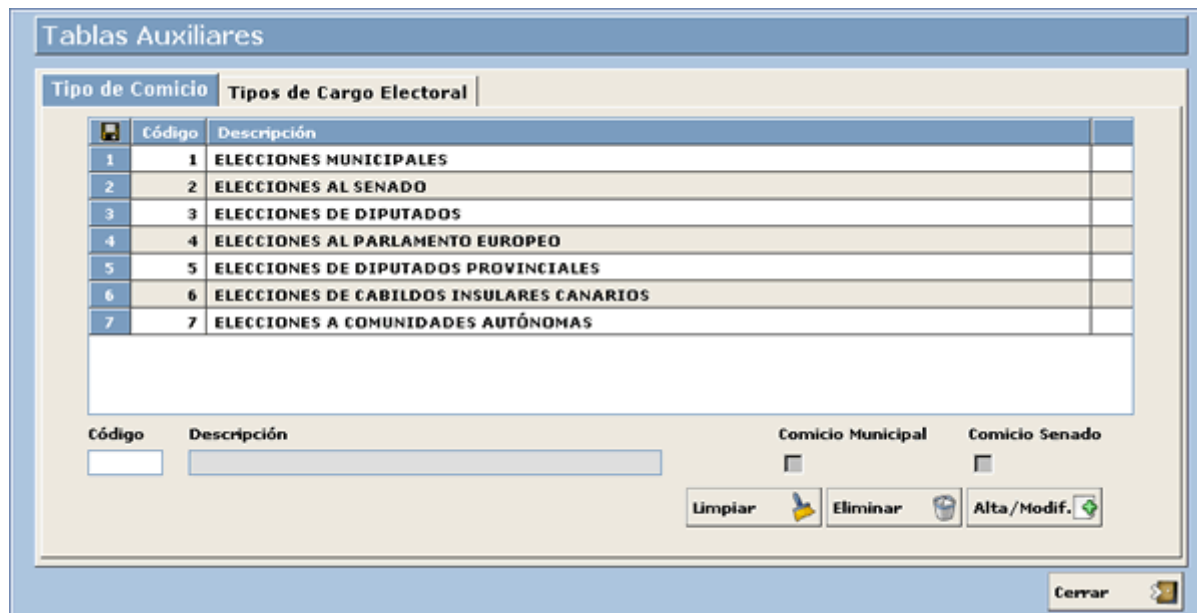 Tablas Auxiliares
Tipo de Comicio Tipos de Cargo Electoral
Código Descripción
1 1 ELECCIONES MUNICIPALES
2 2 ELECCIONES AL SENADO
3 3 ELECCIONES DE DIPUTADOS
4 4 ELECCIONES AL PARLAMENTO EUROPEO
5 5 ELECCIONES DE DIPUTADOS PROVINCIALES
6 6 ELECCIONES DE CABILDOS INSULARES CANARIOS
7 7 ELECCIONES A COMUNIDADES AUTÓNOMAS
Código Descripción Comicio Municipal Comicio Senado
Limpiar Eliminar Alta/Modif.
Cerrar